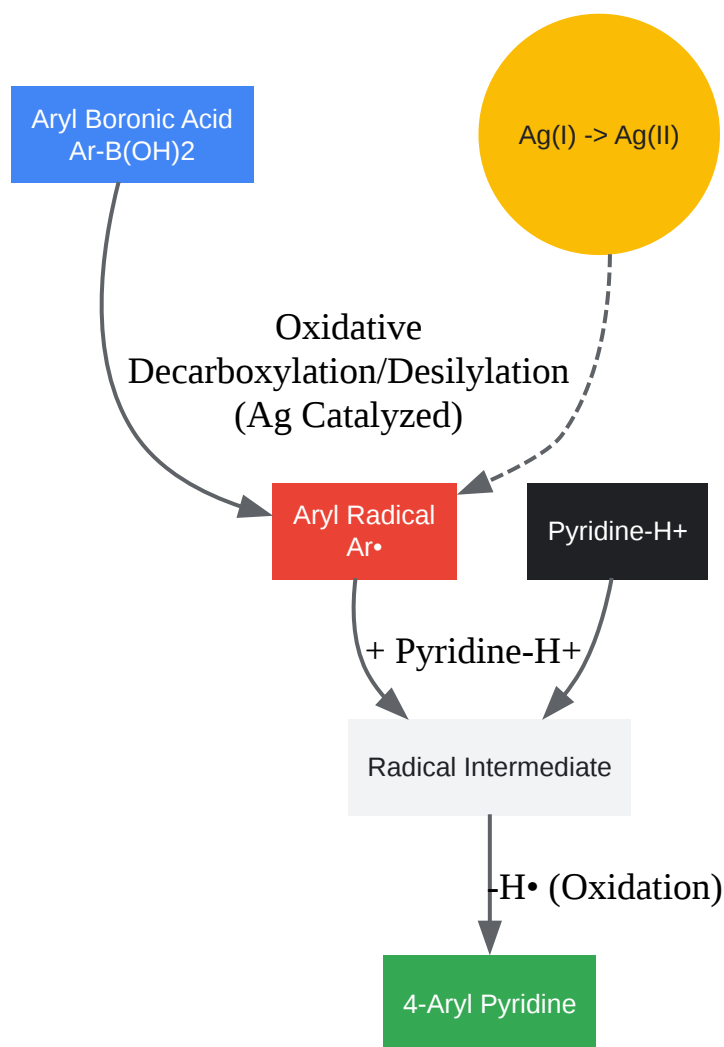 Aryl Boronic Acid
Ar-B(OH)2
Ag(I) -> Ag(II)
Oxidative
Decarboxylation/Desilylation
(Ag Catalyzed)
Aryl Radical
Ar•
Pyridine-H+
+ Pyridine-H+
Radical Intermediate
-H• (Oxidation)
4-Aryl Pyridine